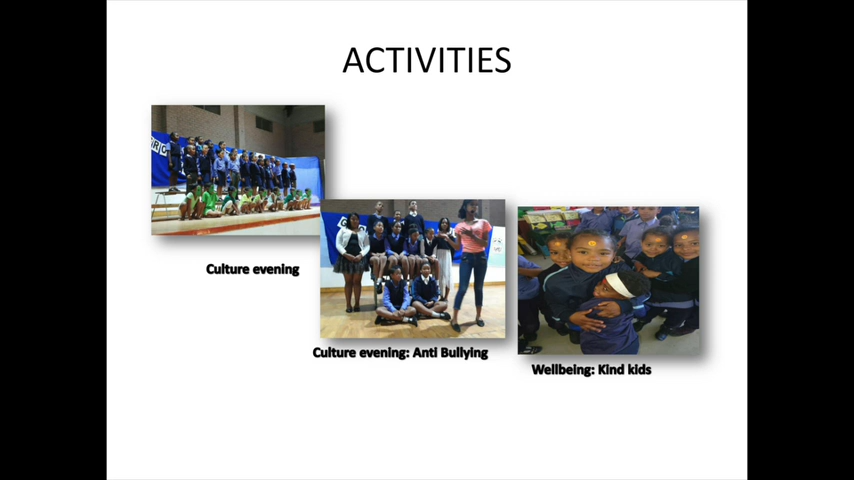 ACTIVITIES
Culture evening
Culture evening: Anti Bullying
Wellbeing: Kind kids